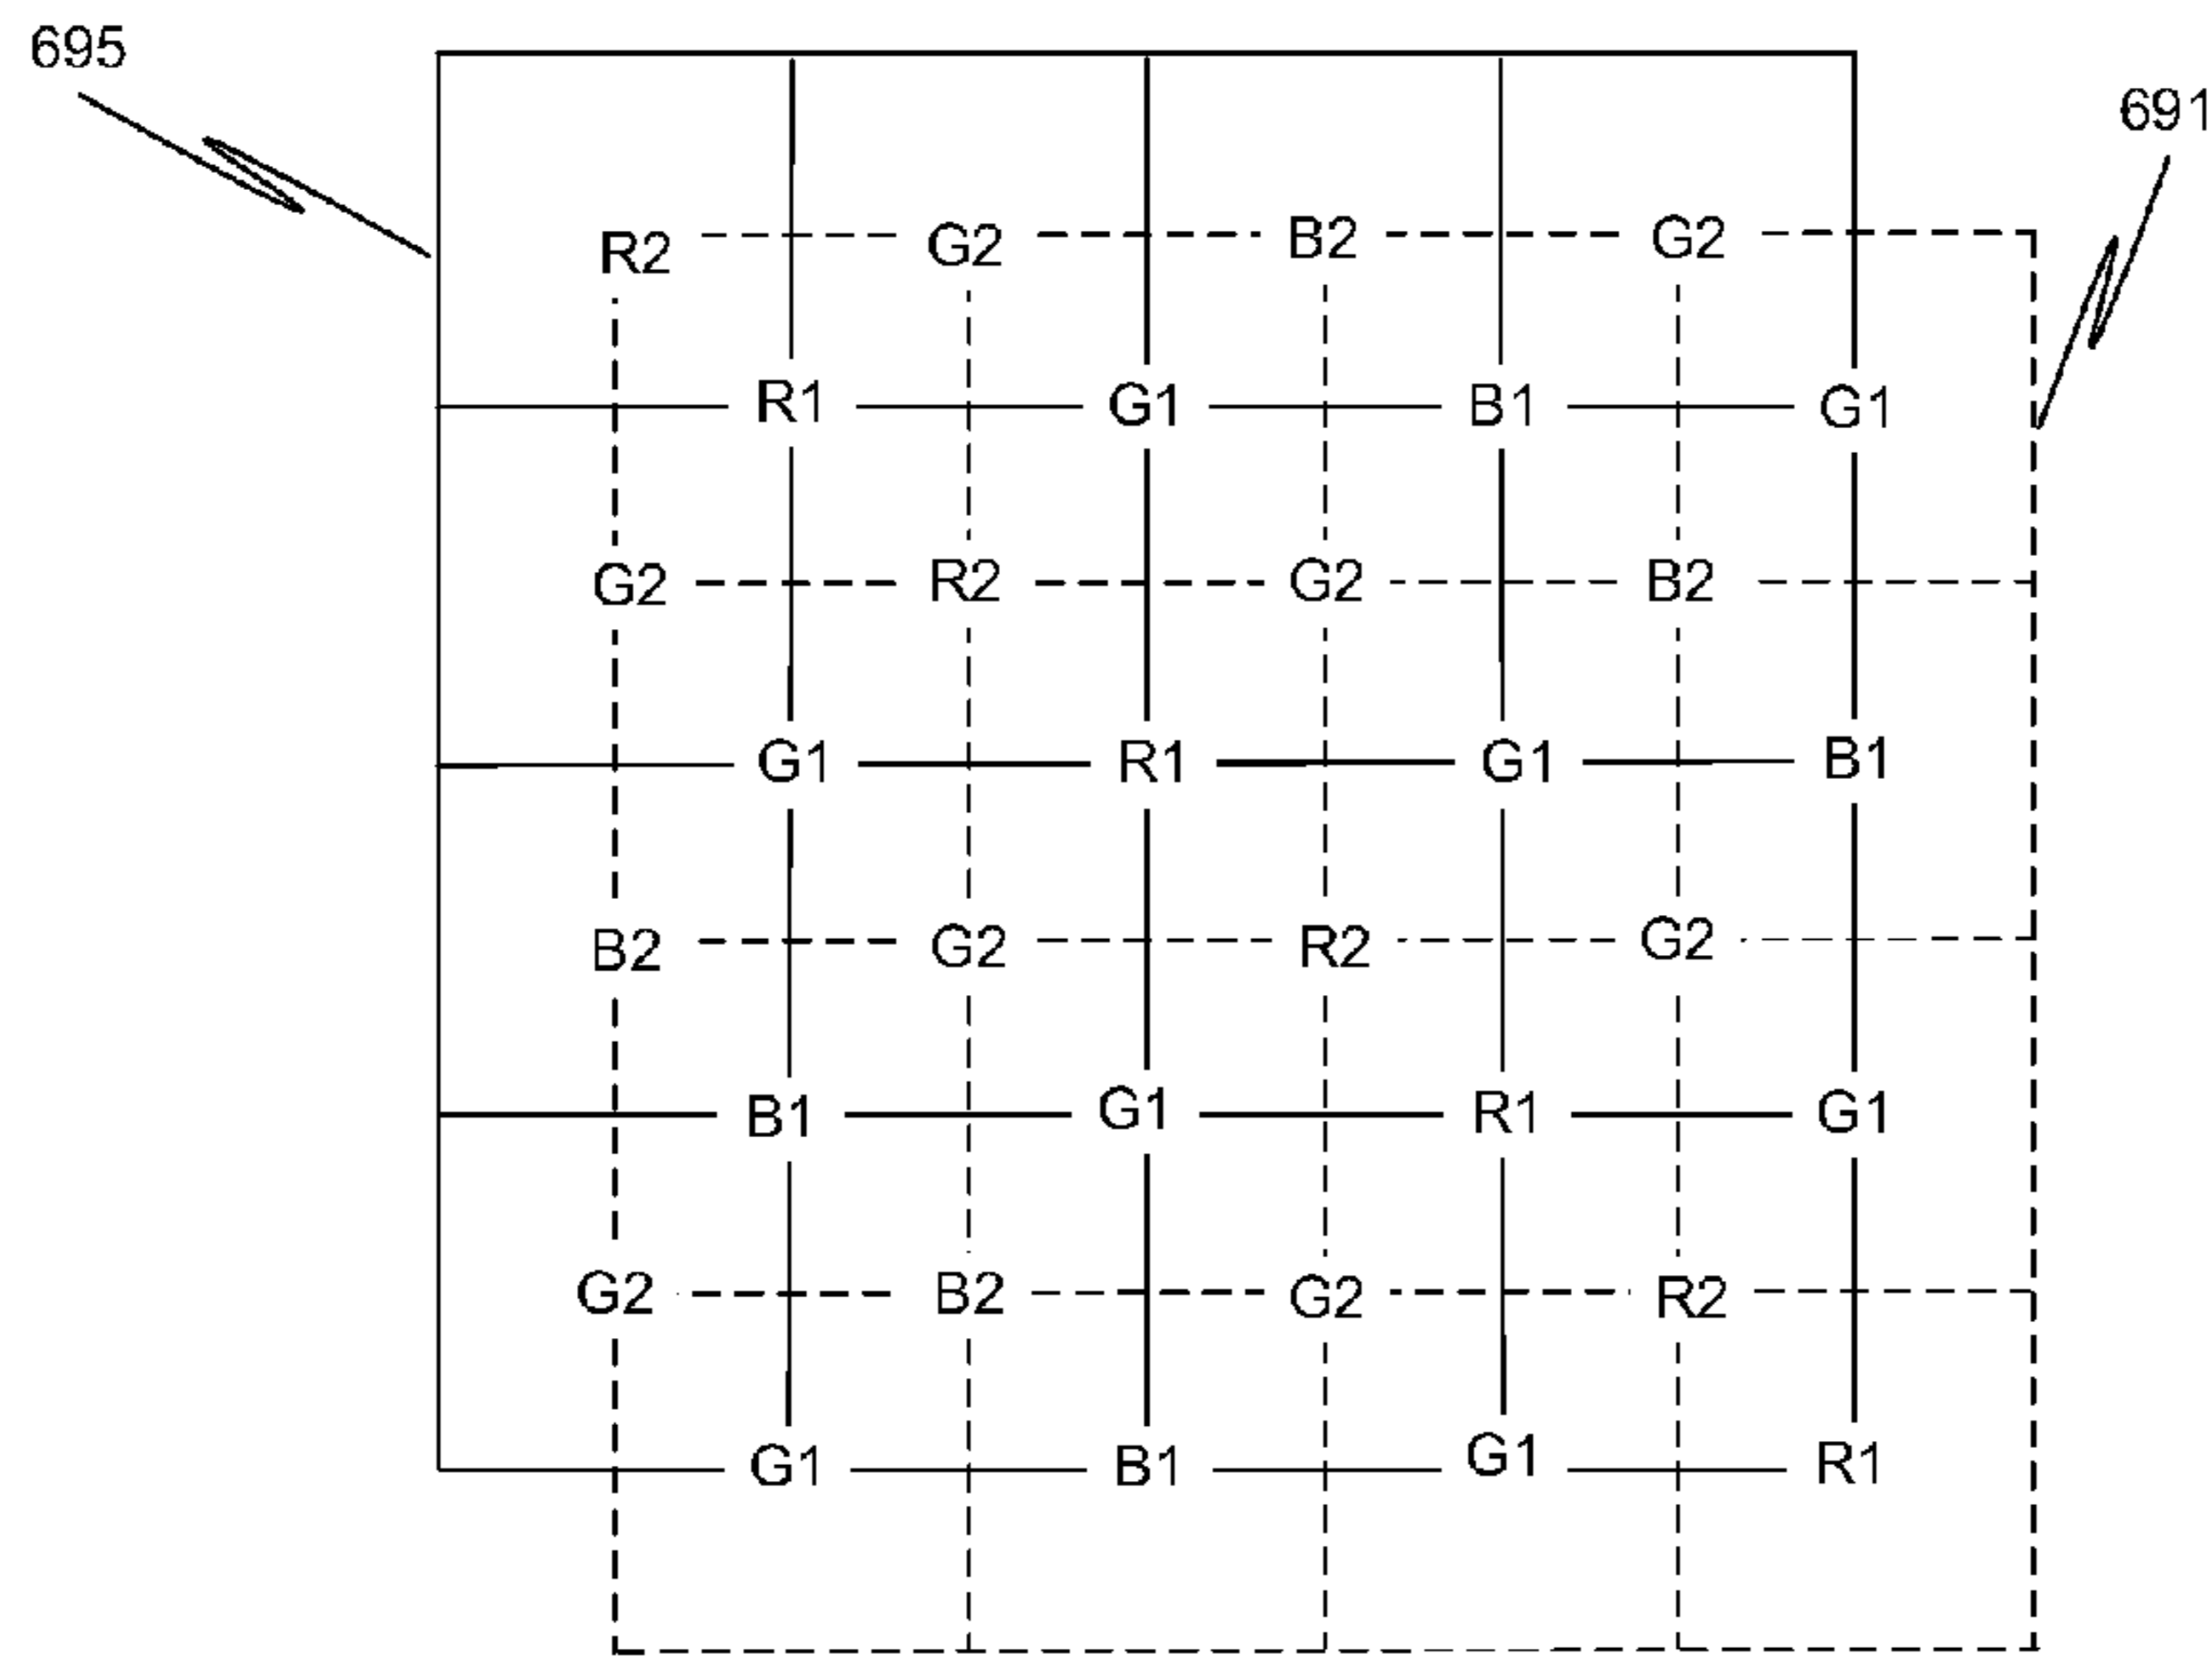 695
691
R2 G2 B2 G2
R1 G1 B1 G1
G2 R2 G2 B2
G1 R1 G1 B1
B2 G2 R2 G2
B1 G1 R1 G1
G2 B2 G2 R2
G1 B1 G1 R1